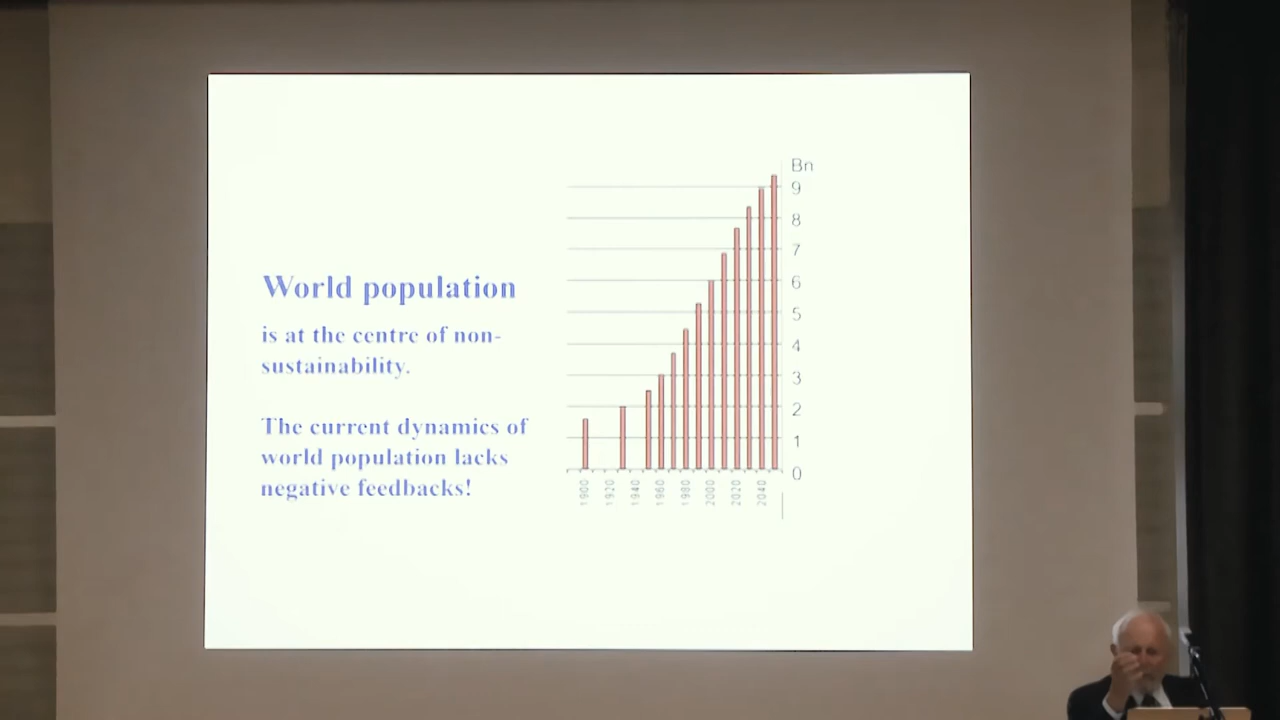 World population
is at the centre of non-
sustainability.
The current dynamics of
world population lacks
negative feedbacks!
Bn
9
8
7
6
5
4
3
2
1
0
1900
1920
1940
1960
1980
2000
2020
2040